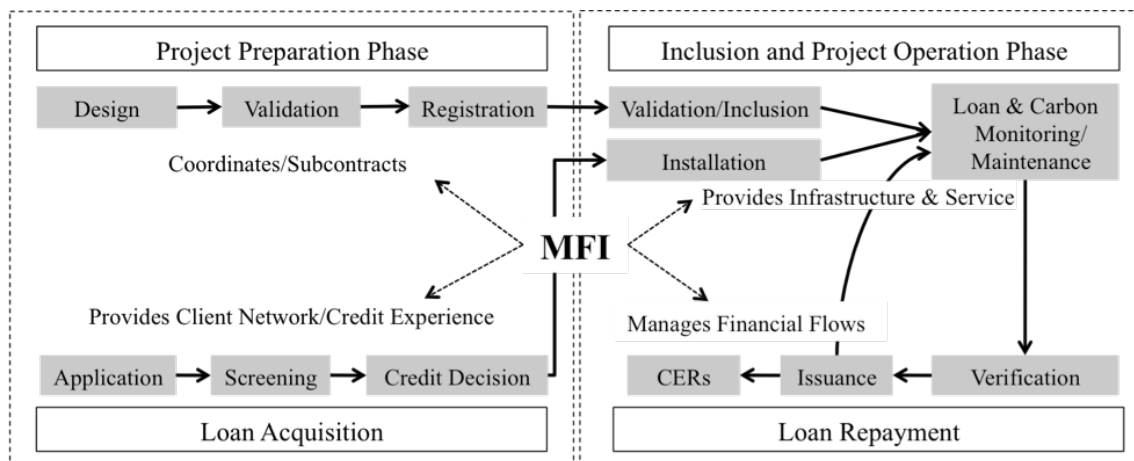 Project Preparation Phase
Inclusion and Project Operation Phase
Design
Validation
Registration
Validation/Inclusion
Loan & Carbon
Monitoring/
Maintenance
Coordinates/Subcontracts
Installation
Provides Infrastructure & Service
MFI
Provides Client Network/Credit Experience
Manages Financial Flows
Application
Screening
Credit Decision
CERs
Issuance
Verification
Loan Acquisition
Loan Repayment